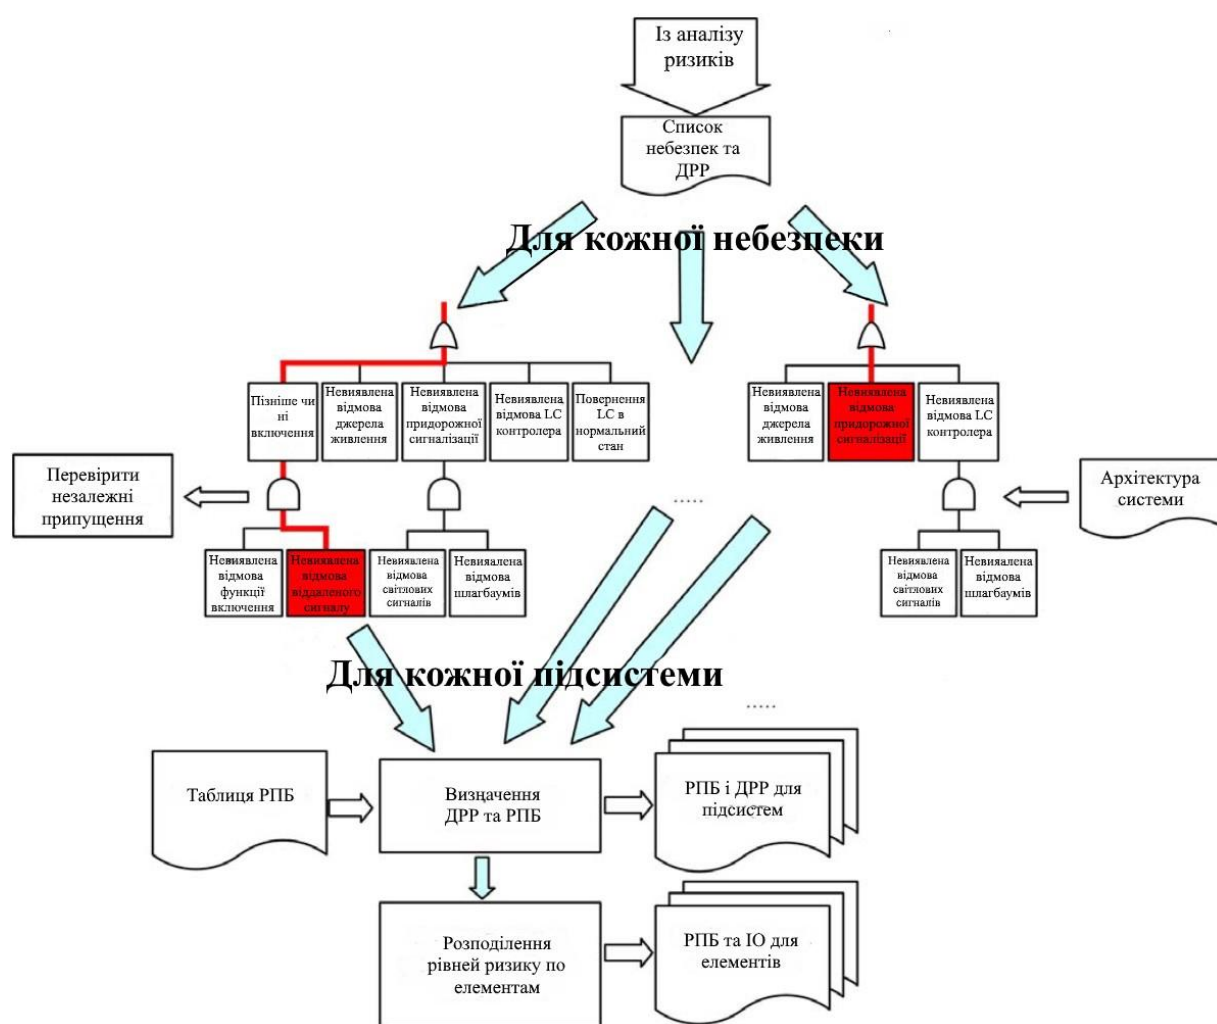 Із аналізу
ризиків
Список
небезпек та
ДРР
Для кожної небезпеки
Пізніше чи
ні
включення
Невиявлена
відмова
джерела
живлення
Невиявлена
відмова
придорожної
сигналізації
Невиявлена
відмова LC
контролера
Повернення
LC в
нормальний
стан
Невиявлена
відмова
джерела
живлення
Невиявлена
відмова
придорожної
сигналізації
Невиявлена
відмова LC
контролера
Перевірити
незалежні
припущення
.....
Архітектура
системи
Невиявлена
відмова
функції
включення
Невиявлена
відмова
віддаленого
сигналу
Невиявлена
відмова
світлових
сигналів
Невияалена
відмова
шлагбаумів
Невиявлена
відмова
світлових
сигналів
Невияалена
відмова
шлагбаумів
Для кожної підсистеми
.....
Таблиця РПБ
Визначення
ДРР та РПБ
РПБ і ДРР для
підсистем
Розподілення
рівней ризику по
елементам
РПБ та ІО для
елементів